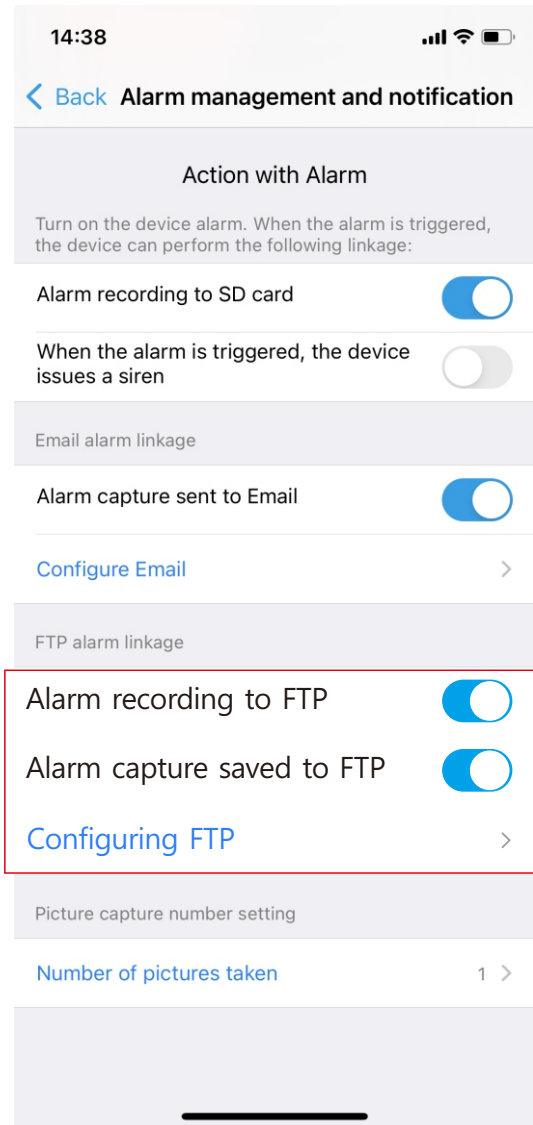 14:38
Back Alarm management and notification
Action with Alarm
Turn on the device alarm. When the alarm is triggered,
the device can perform the following linkage:
Alarm recording to SD card
When the alarm is triggered, the device
issues a siren
Email alarm linkage
Alarm capture sent to Email
Configure Email
FTP alarm linkage
Alarm recording to FTP
Alarm capture saved to FTP
Configuring FTP
Picture capture number setting
Number of pictures taken 1